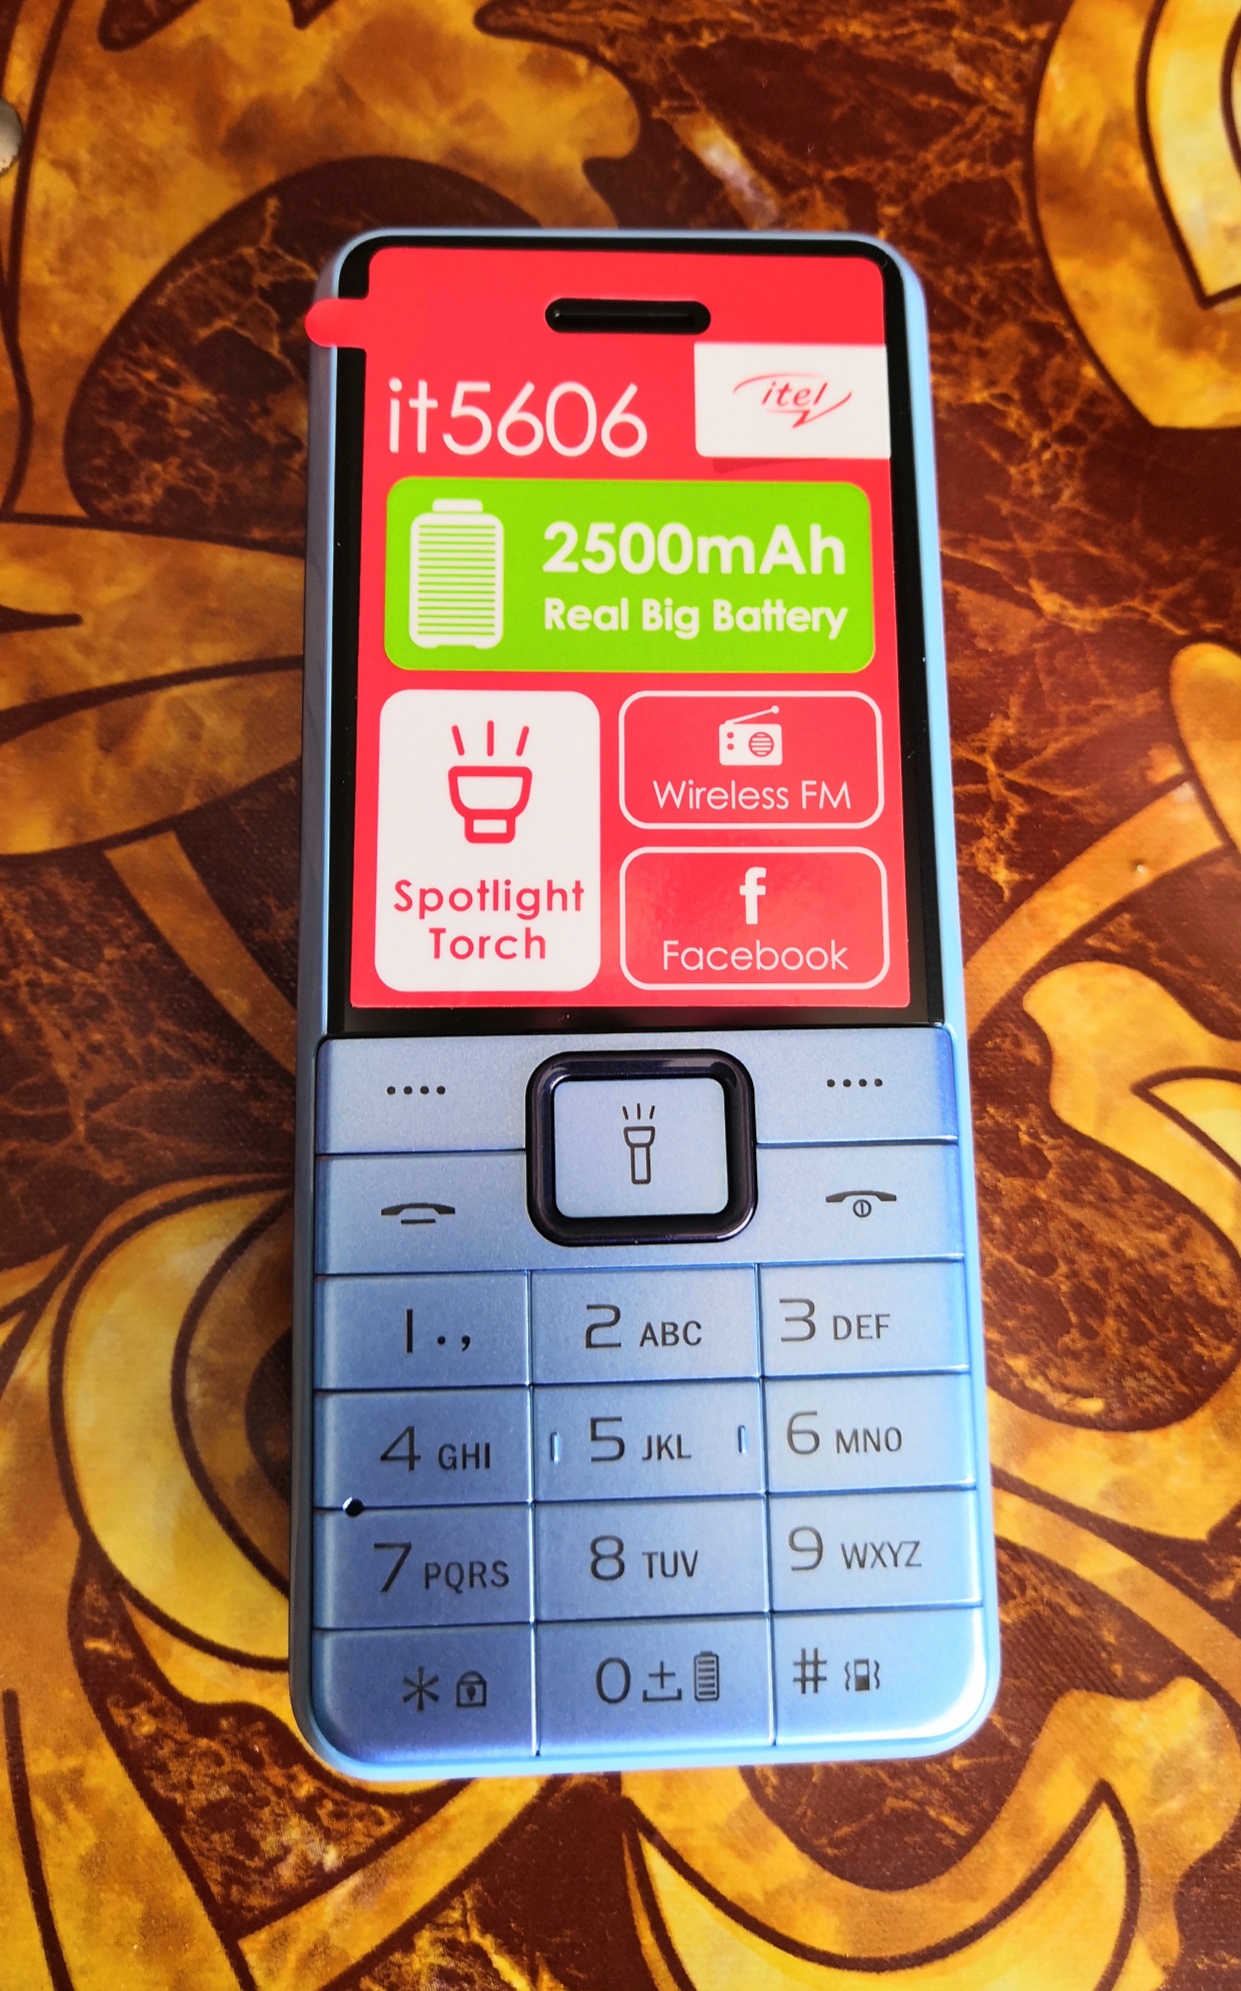 it5606
itel
2500mAh
Real Big Battery
Spotlight
Torch
Wireless FM
f
Facebook
1 . ,
2 ABC
3 DEF
4 GHI
5 JKL
6 MNO
7 PQRS
8 TUV
9 WXYZ
*
0 +
#